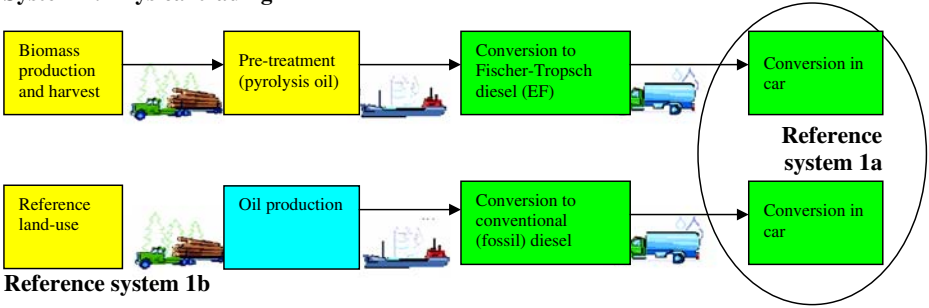 Biomass
production
and harvest
Pre-treatment
(pyrolysis oil)
Conversion to
Fischer-Tropsch
diesel (EF)
Conversion in
car
Reference
system 1a
Reference
land-use
Oil production
Conversion to
conventional
(fossil) diesel
Conversion in
car
Reference system 1b